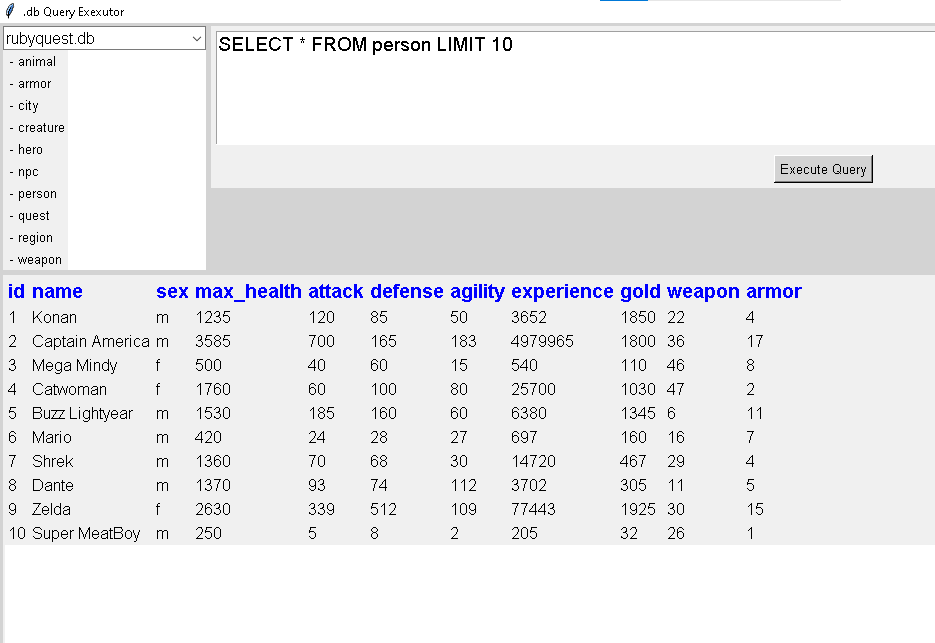 .db Query Exexutor
rubyquest.db
- animal
- armor
- city
- creature
- hero
- npc
- person
- quest
- region
- weapon
SELECT * FROM person LIMIT 10
Execute Query
id name sex max_health attack defense agility experience gold weapon armor
1 Konan m 1235 120 85 50 3652 1850 22 4
2 Captain America m 3585 700 165 183 4979965 1800 36 17
3 Mega Mindy f 500 40 60 15 540 110 46 8
4 Catwoman f 1760 60 100 80 25700 1030 47 2
5 Buzz Lightyear m 1530 185 160 60 6380 1345 6 11
6 Mario m 420 24 28 27 697 160 16 7
7 Shrek m 1360 70 68 30 14720 467 29 4
8 Dante m 1370 93 74 112 3702 305 11 5
9 Zelda f 2630 339 512 109 77443 1925 30 15
10 Super MeatBoy m 250 5 8 2 205 32 26 1